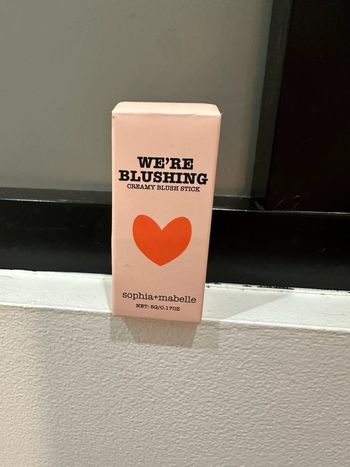 WE'RE
BLUSHING
CREAMY BLUSH STICK
sophia+mabelle
NET: 5G/0.17OZ